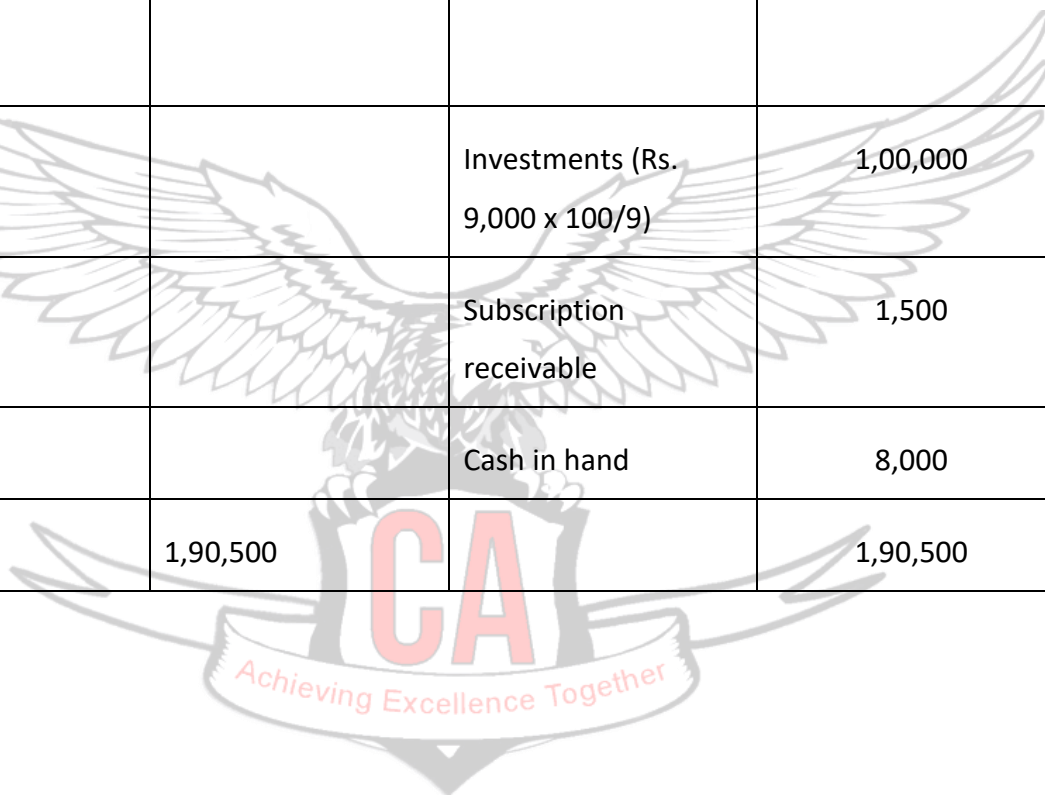 Investments (Rs. 1,00,000
9,000 x 100/9)
Subscription 1,500
receivable
Cash in hand 8,000
1,90,500 1,90,500
CA
Achieving Excellence Together